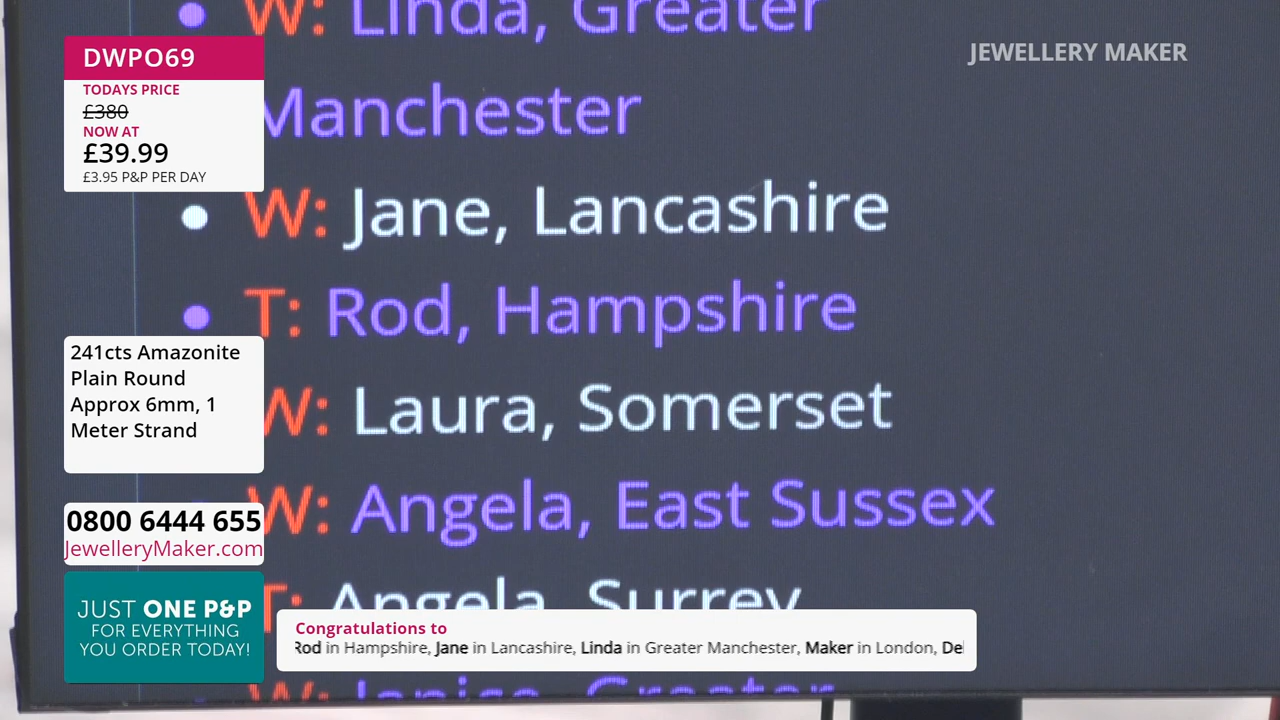 W: Linda, Greater
Manchester
W: Jane, Lancashire
T: Rod, Hampshire
W: Laura, Somerset
W: Angela, East Sussex
T: Angela, Surrey
W: Janise, Greater
JEWELLERY MAKER
DWPO69
TODAYS PRICE
£380
NOW AT
£39.99
£3.95 P&P PER DAY
241cts Amazonite
Plain Round
Approx 6mm, 1
Meter Strand
0800 6444 655
JewelleryMaker.com
JUST ONE P&P
FOR EVERYTHING
YOU ORDER TODAY!
Congratulations to
Rod in Hampshire, Jane in Lancashire, Linda in Greater Manchester, Maker in London, De